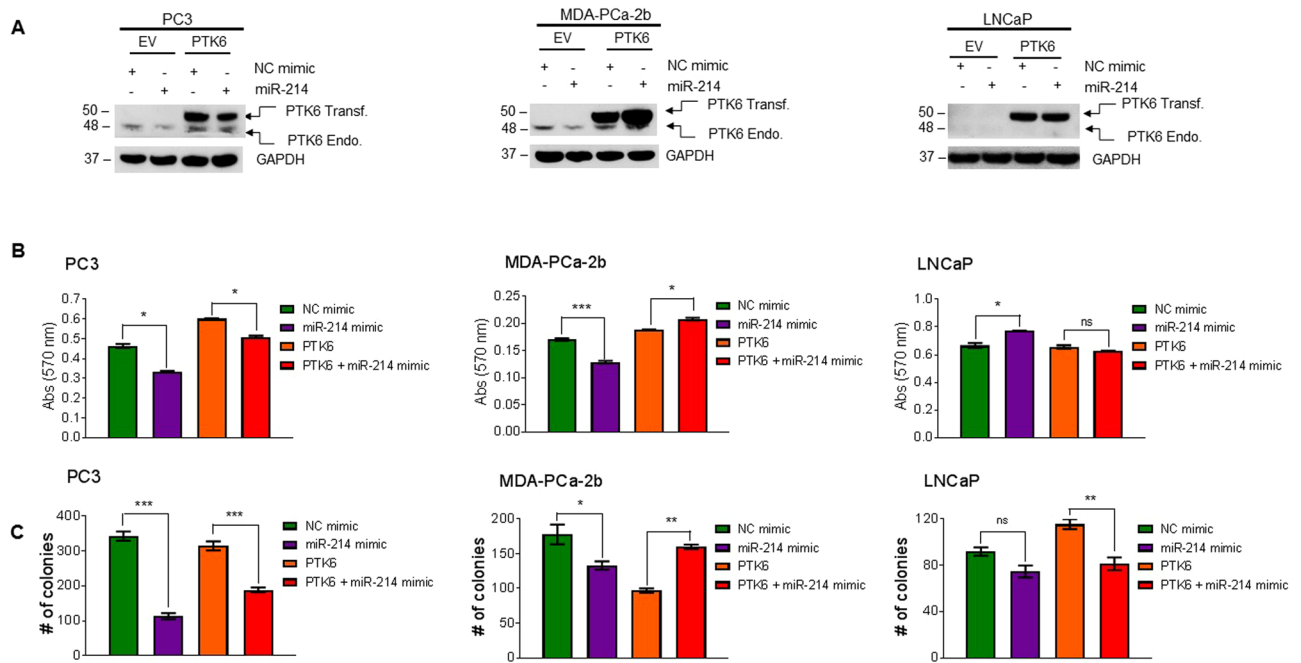 A
PC3
EV PTK6
+ - + - NC mimic
- + - + miR-214
50
48
PTK6 Transf.
PTK6 Endo.
37
GAPDH
MDA-PCa-2b
EV PTK6
+ - + - NC mimic
- + - + miR-214
50
48
PTK6 Transf.
PTK6 Endo.
37
GAPDH
LNCaP
EV PTK6
+ - + - NC mimic
- + - + miR-214
50
48
PTK6 Transf.
PTK6 Endo.
37
GAPDH
B
PC3
Abs (570 nm)
0.7
0.6
0.5
0.4
0.3
0.2
0.1
0.0
* *
NC mimic
miR-214 mimic
PTK6
PTK6 + miR-214 mimic
MDA-PCa-2b
Abs (570 nm)
0.25
0.20
0.15
0.10
0.05
0.00
*** *
NC mimic
miR-214 mimic
PTK6
PTK6 + miR-214 mimic
LNCaP
Abs (570 nm)
1.0
0.8
0.6
0.4
0.2
0.0
* ns
NC mimic
miR-214 mimic
PTK6
PTK6 + miR-214 mimic
C
PC3
# of colonies
400
300
200
100
0
*** ***
NC mimic
miR-214 mimic
PTK6
PTK6 + miR-214 mimic
MDA-PCa-2b
# of colonies
200
150
100
50
0
* **
NC mimic
miR-214 mimic
PTK6
PTK6 + miR-214 mimic
LNCaP
# of colonies
120
80
40
0
ns **
NC mimic
miR-214 mimic
PTK6
PTK6 + miR-214 mimic